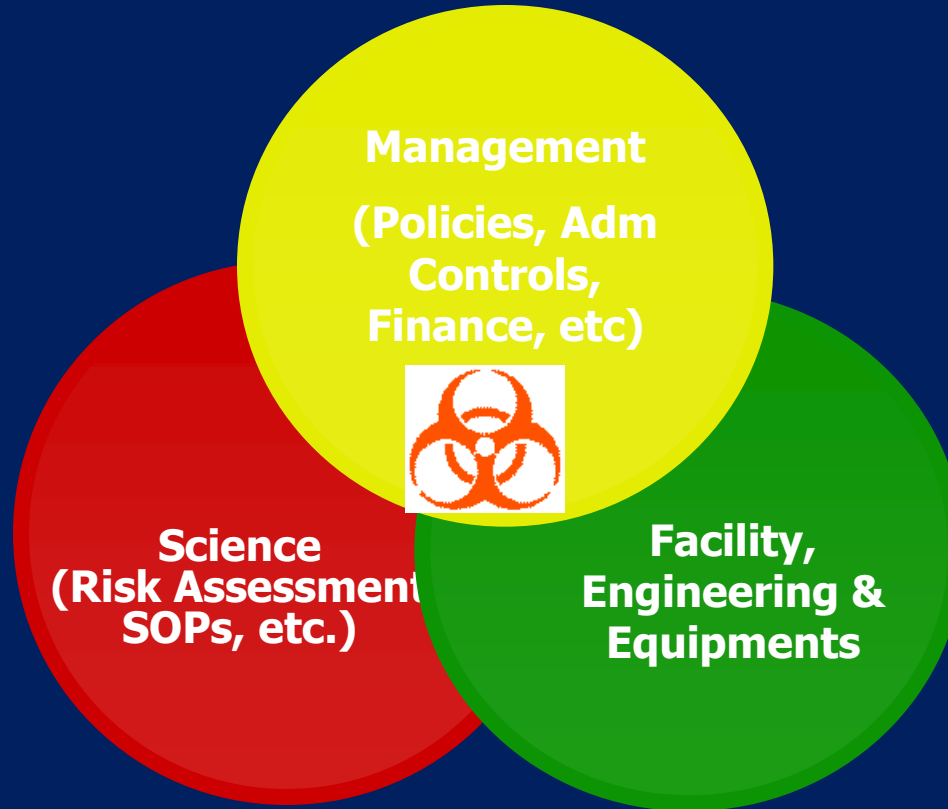 Management
(Policies, Adm
Controls,
Finance, etc)
Science
(Risk Assessment
SOPs, etc.)
Facility,
Engineering &
Equipments